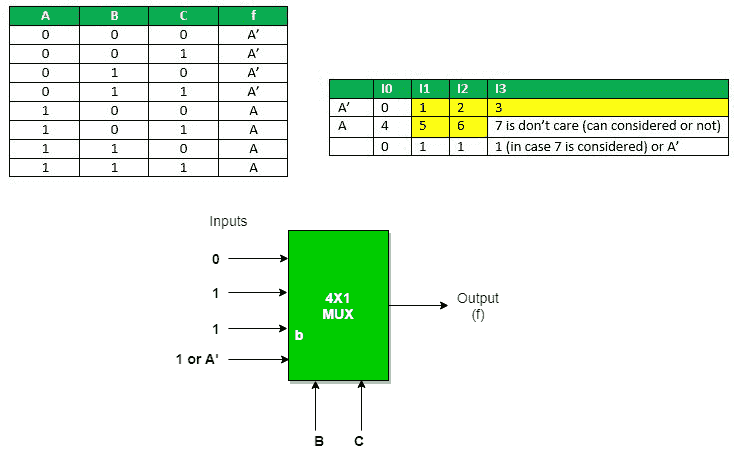 A B C f
0 0 0 A’
0 0 1 A’
0 1 0 A’
0 1 1 A’
1 0 0 A
1 0 1 A
1 1 0 A
1 1 1 A
I0 I1 I2 I3
A’ 0 1 2 3
A 4 5 6 7 is don’t care (can considered or not)
0 1 1 1 (in case 7 is considered) or A’
Inputs
0
1
1
1 or A'
4X1
MUX
b
Output
(f)
B C